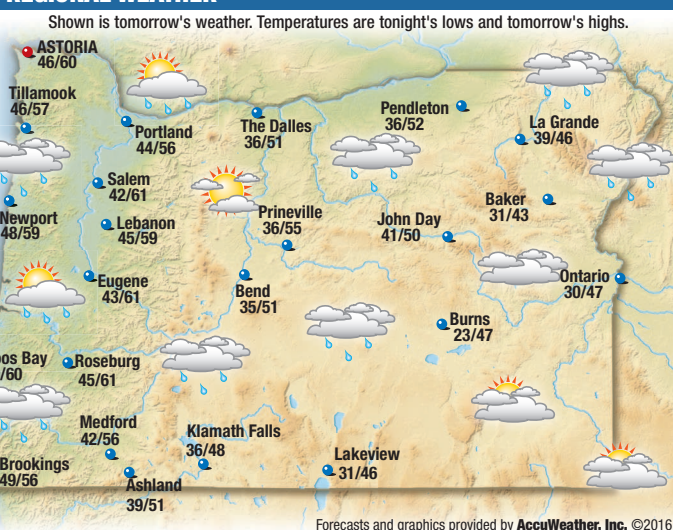 REGIONAL WEATHER
Shown is tomorrow's weather. Temperatures are tonight's lows and tomorrow's highs.
ASTORIA
46/60
Tillamook
46/57
Portland
44/56
The Dalles
36/51
Pendleton
36/52
La Grande
39/46
Salem
42/61
Newport
48/59
Lebanon
45/59
Prineville
36/55
John Day
41/50
Baker
31/43
Eugene
43/61
Bend
35/51
Ontario
30/47
Burns
23/47
oos Bay
/60
Roseburg
45/61
Medford
42/56
Klamath Falls
36/48
Lakeview
31/46
Brookings
49/56
Ashland
39/51
Forecasts and graphics provided by AccuWeather, Inc. ©2016